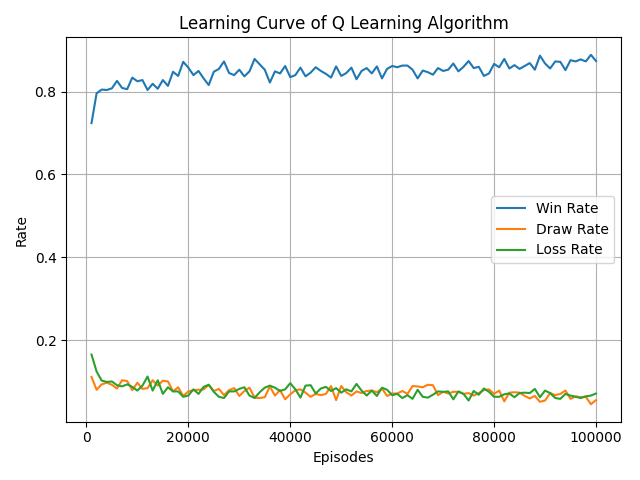 Learning Curve of Q Learning Algorithm
Rate
0.8
0.6
0.4
0.2
Win Rate
Draw Rate
Loss Rate
0 20000 40000 60000 80000 100000
Episodes